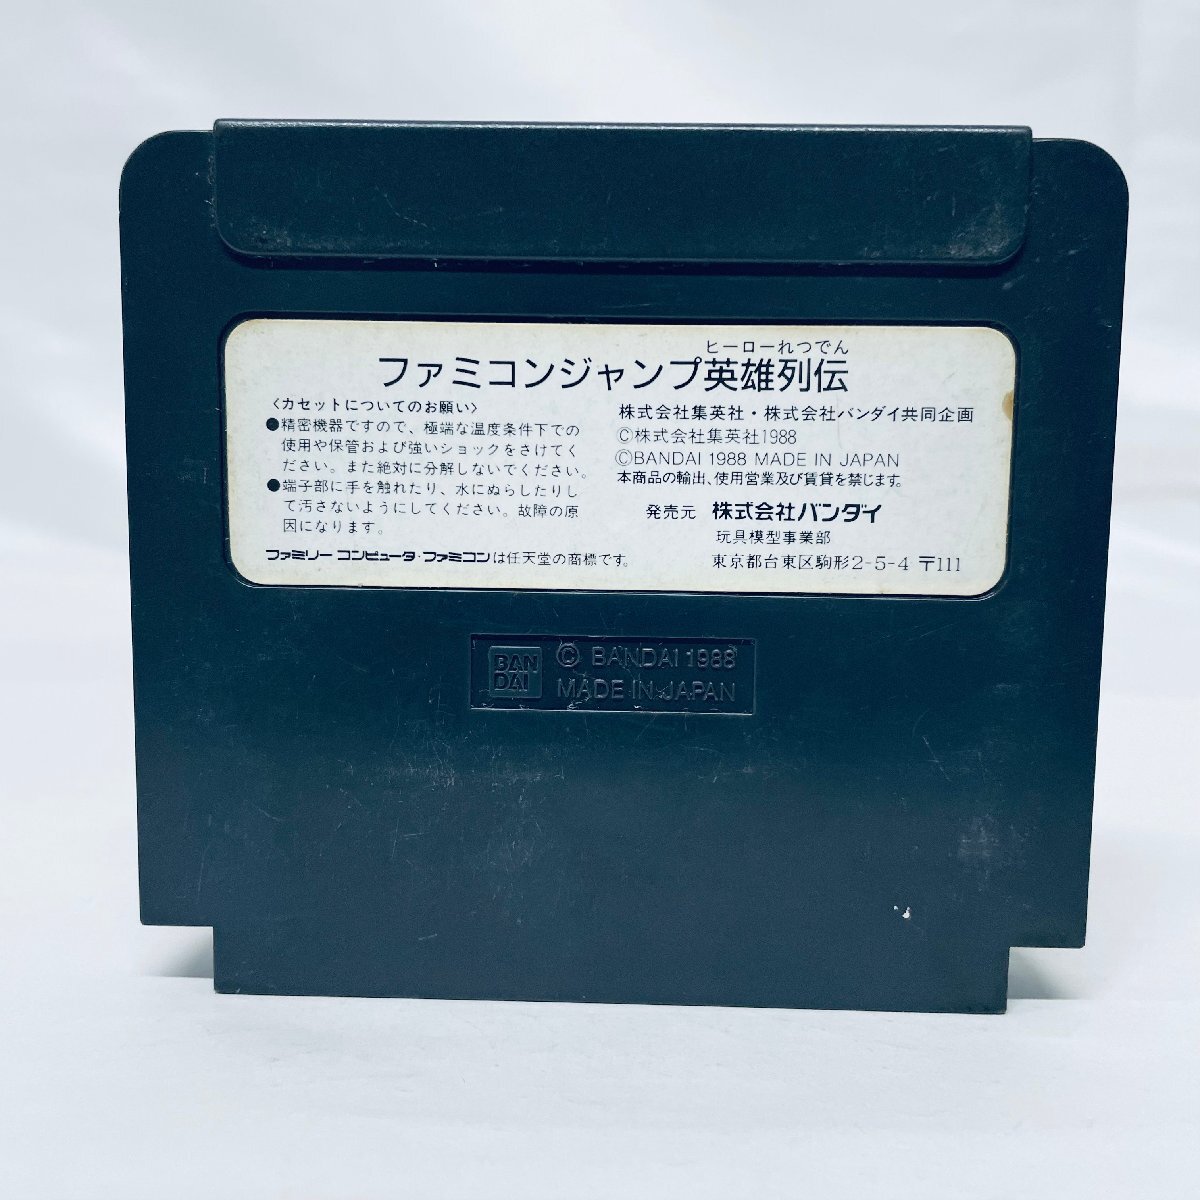 ヒーローれつでん
ファミコンジャンプ英雄列伝
〈カセットについてのお願い〉
●精密機器ですので、極端な温度条件下での
使用や保管および強いショックをさけてく
ださい。また絶対に分解しないでください。
●端子部に手を触れたり、水にぬらしたりし
て汚さないようにしてください。故障の原
因になります。
ファミリーコンピュータ・ファミコンは任天堂の商標です。
株式会社集英社・株式会社バンダイ共同企画
©株式会社集英社1988
©BANDAI 1988 MADE IN JAPAN
本商品の輸出、使用営業及び賃貸を禁じます。
発売元 株式会社バンダイ
玩具模型事業部
東京都台東区駒形2-5-4 〒111
BAN
DAI
© BANDAI 1988
MADE IN JAPAN